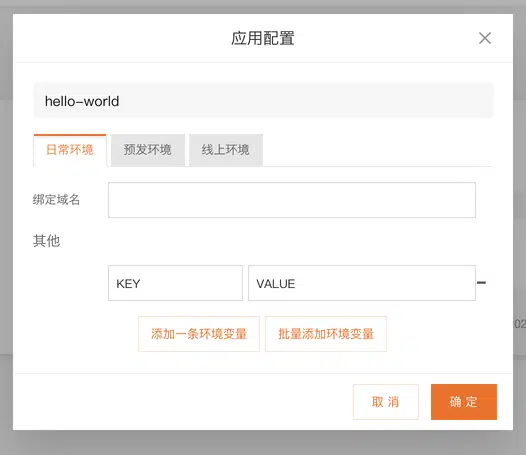 应用配置
hello-world
日常环境 预发环境 线上环境
绑定域名
其他
KEY VALUE
添加一条环境变量 批量添加环境变量
取 消 确 定